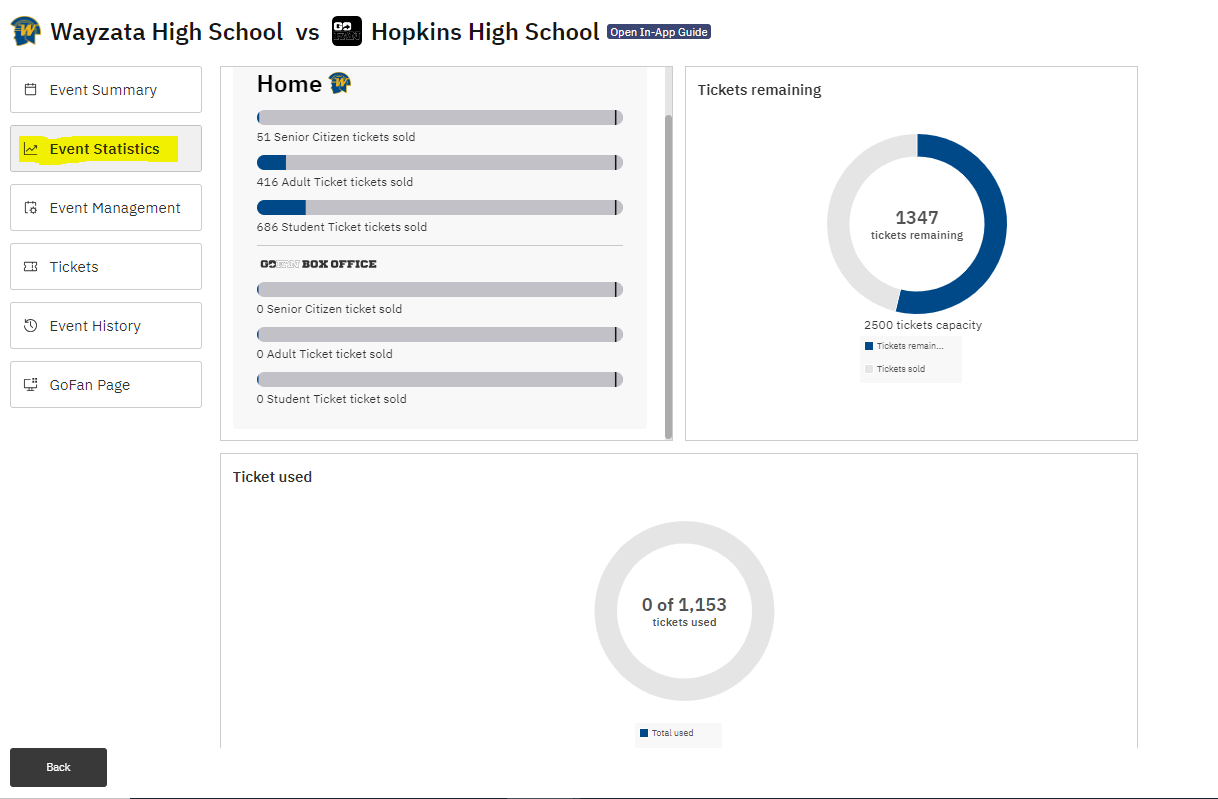 Wayzata High School vs GO FAN Hopkins High School Open In-App Guide
Event Summary
Event Statistics
Event Management
Tickets
Event History
GoFan Page
Home
51 Senior Citizen tickets sold
416 Adult Ticket tickets sold
686 Student Ticket tickets sold
GOFAN BOX OFFICE
0 Senior Citizen ticket sold
0 Adult Ticket ticket sold
0 Student Ticket ticket sold
Tickets remaining
1347
tickets remaining
2500 tickets capacity
Tickets remain...
Tickets sold
Ticket used
0 of 1,153
tickets used
Total used
Back